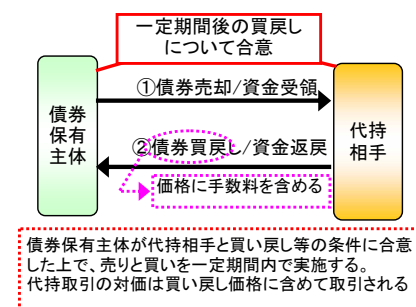 一定期間後の買戻し
について合意
①債券売却/資金受領
債券
保有
主体
代持
相手
②債券買戻し/資金返戻
価格に手数料を含める
債券保有主体が代持相手と買い戻し等の条件に合意
した上で、売りと買いを一定期間内で実施する。
代持取引の対価は買い戻し価格に含めて取引される